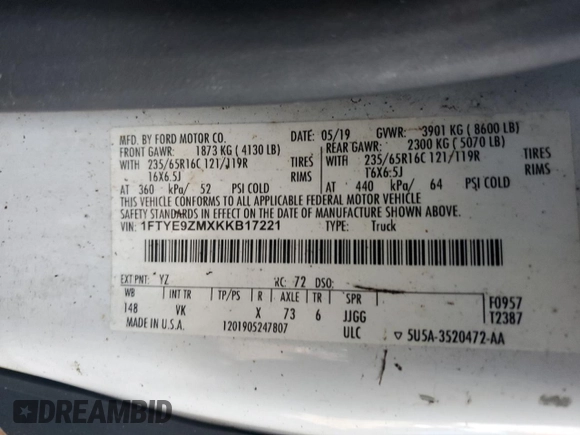 MFD. BY FORD MOTOR CO.
DATE: 05/19 GVWR: 3901 KG ( 8600 LB)
FRONT GAWR: 1873 KG ( 4130 LB)
REAR GAWR: 2300 KG ( 5070 LB)
WITH 235/65R16C 121/119R TIRES
WITH 235/65R16C 121/119R TIRES
16X6.5J RIMS
16X6.5J RIMS
AT 360 kPa/ 52 PSI COLD
AT 440 kPa/ 64 PSI COLD
THIS VEHICLE CONFORMS TO ALL APPLICABLE FEDERAL MOTOR VEHICLE
SAFETY STANDARDS IN EFFECT ON THE DATE OF MANUFACTURE SHOWN ABOVE.
VIN: 1FTYE9ZMXKKB17221
TYPE: Truck
EXT PNT: YZ RC: 72 DSO:
WB INT TR TP/PS R AXLE TR SPR
148 VK X 73 6 JJGG
F0957
T2387
MADE IN U.S.A. 1201905247807 ULC
5U5A-3520472-AA
DREAMBID